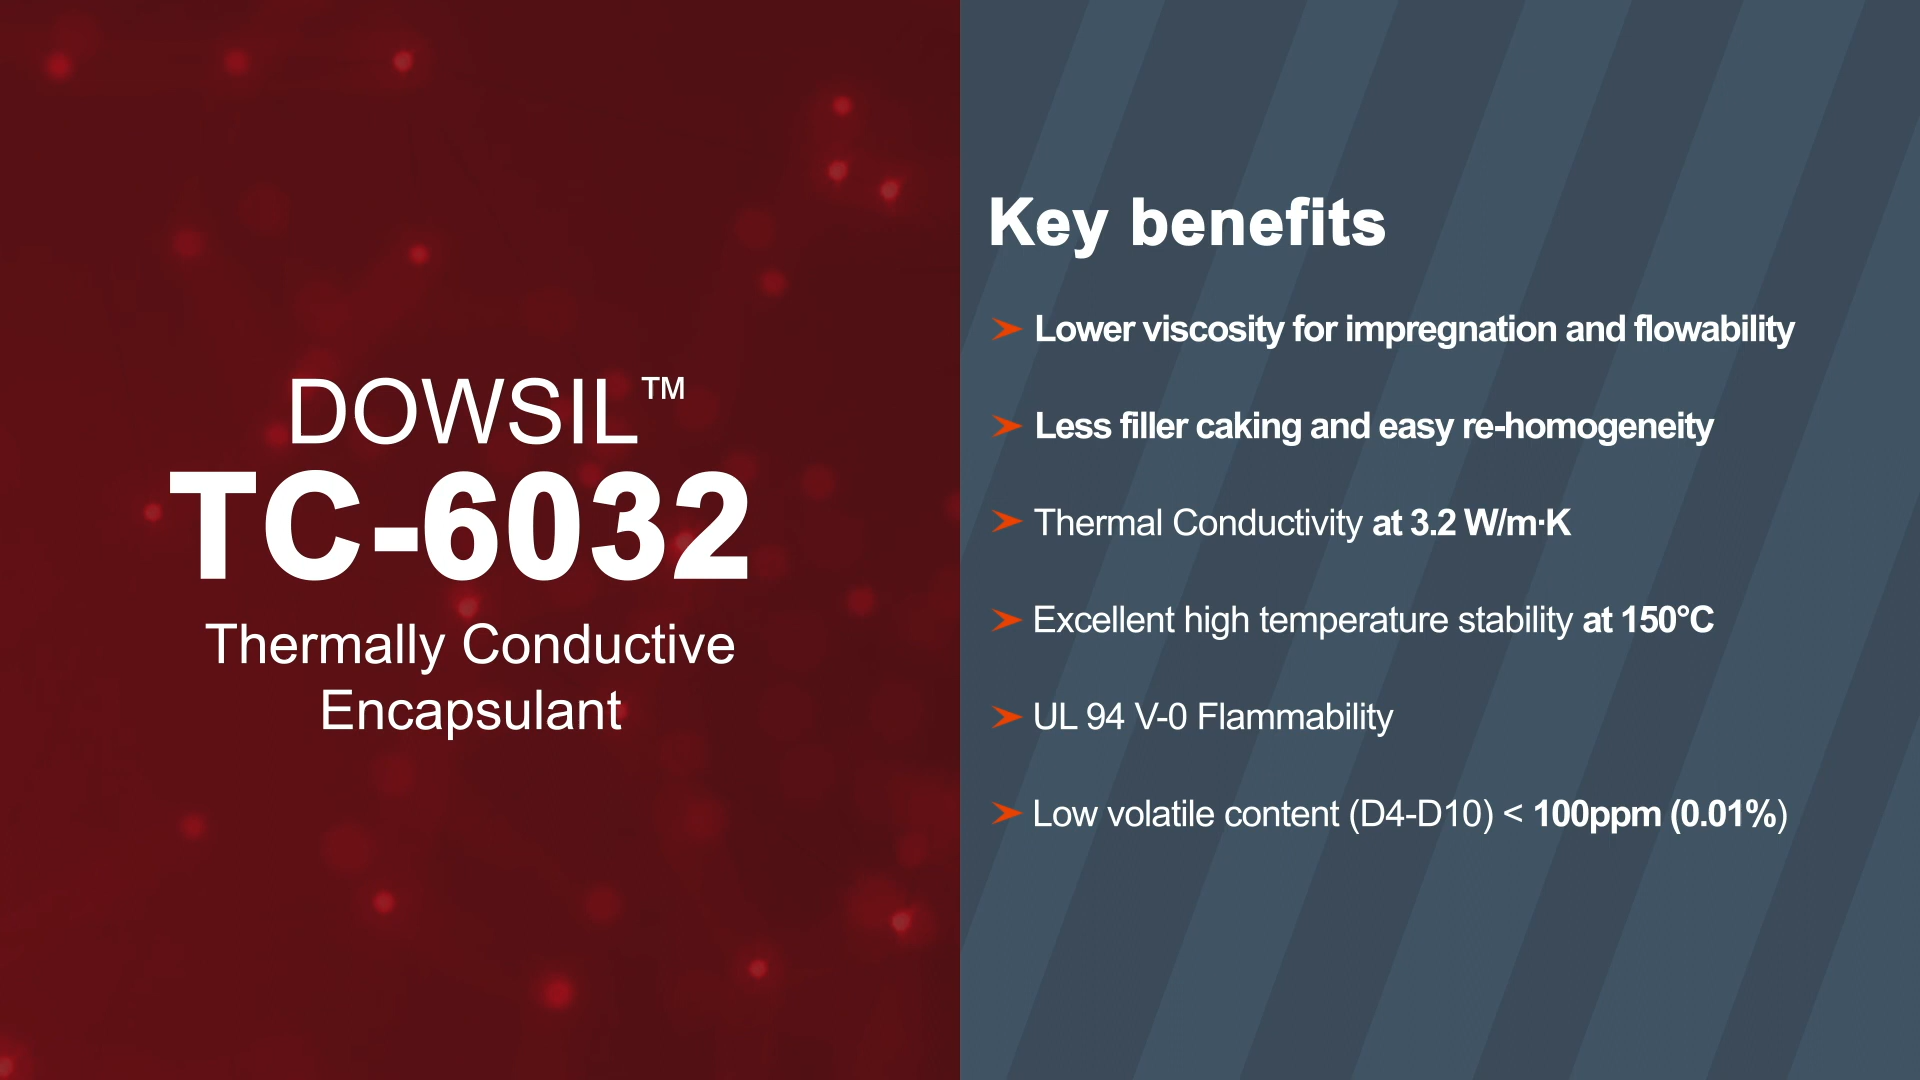 DOWSIL™
TC-6032
Thermally Conductive
Encapsulant
Key benefits
Lower viscosity for impregnation and flowability
Less filler caking and easy re-homogeneity
Thermal Conductivity at 3.2 W/m·K
Excellent high temperature stability at 150°C
UL 94 V-0 Flammability
Low volatile content (D4-D10) < 100ppm (0.01%)